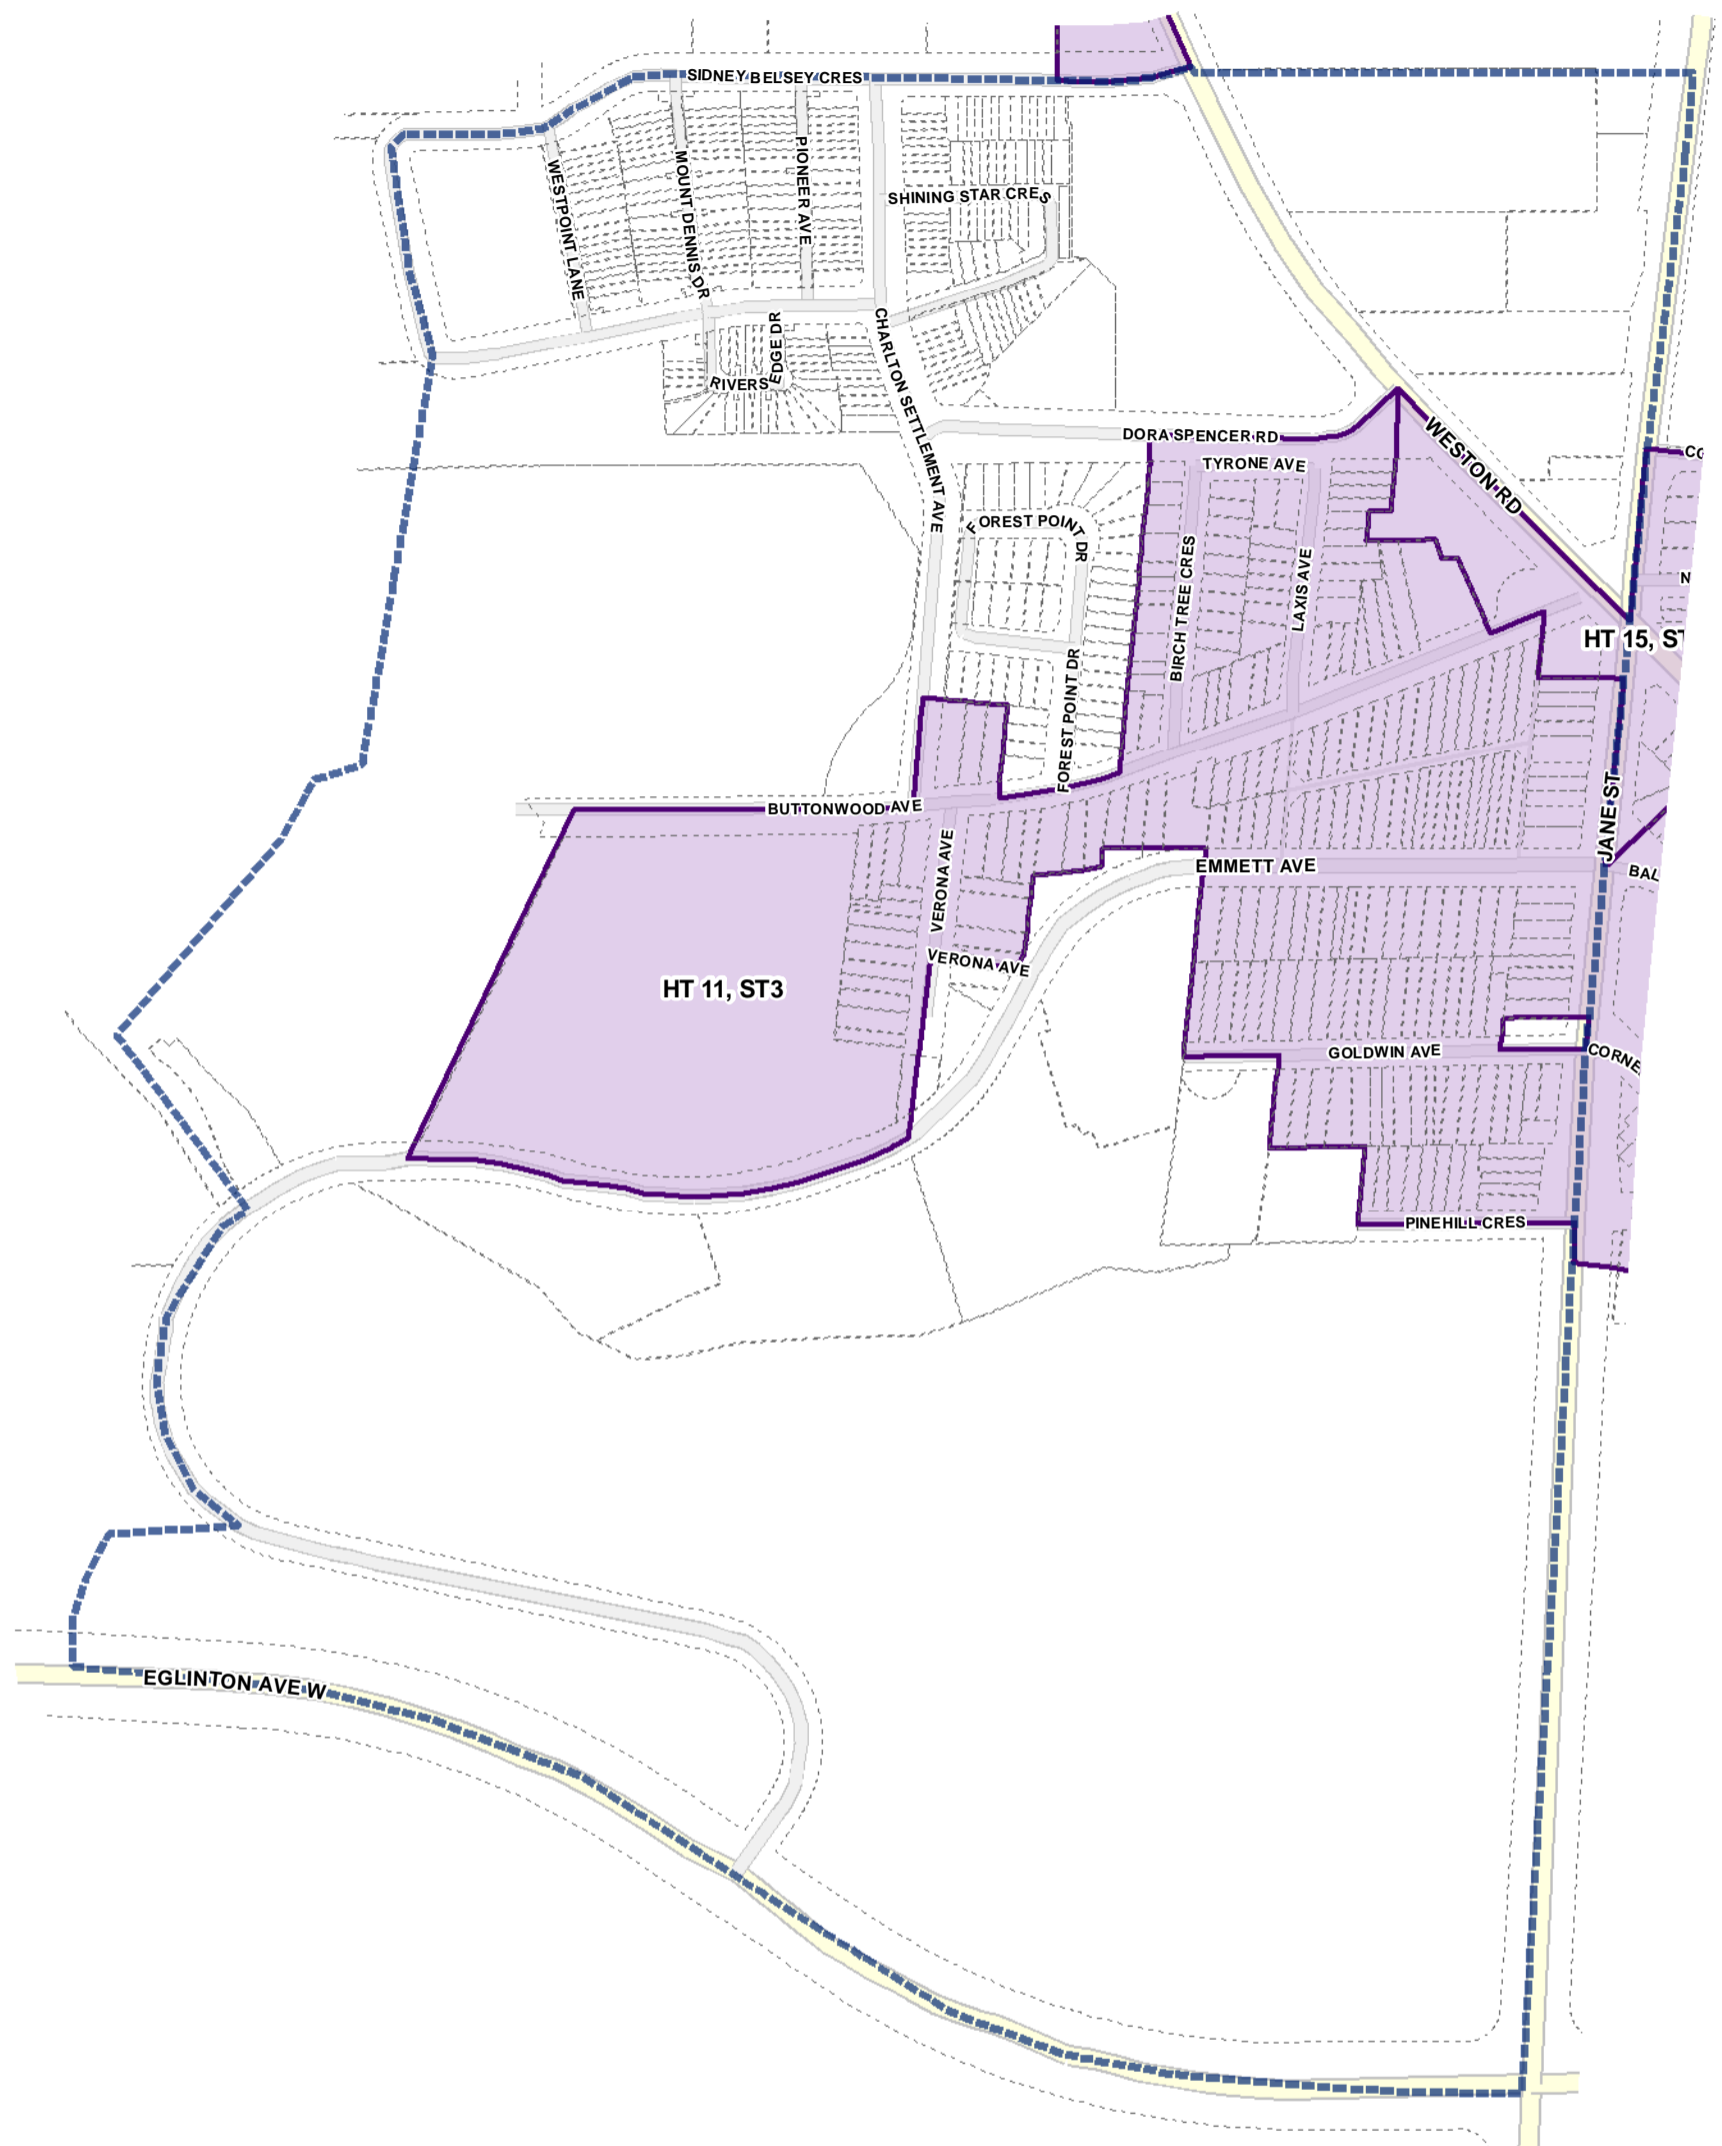 SIDNEY BELSEY CRES
WESTPOINT LANE
MOUNT DENNIS DR
PIONEER AVE
SHINING STAR CRES
CHARLTON SETTLEMENT AVE
RIVERS EDGE DR
DORA SPENCER RD
WESTON RD
TYRONE AVE
FOREST POINT DR
BIRCH TREE CRES
LAXIS AVE
HT 15, ST
FOREST POINT DR
BUTTONWOOD AVE
JANE ST
VERONA AVE
EMMETT AVE
BAL
VERONA AVE
HT 11, ST3
GOLDWIN AVE
CORNE
PINEHILL CRES
EGLINTON AVE W